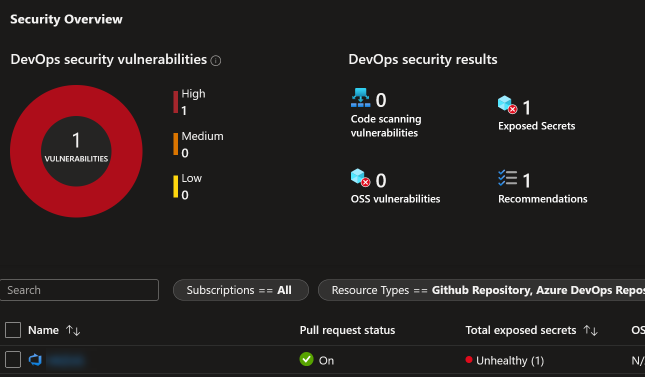 Security Overview
DevOps security vulnerabilities
DevOps security results
1
VULNERABILITIES
High
1
Medium
0
Low
0
0
Code scanning
vulnerabilities
1
Exposed Secrets
0
OSS vulnerabilities
1
Recommendations
Search
Subscriptions == All
Resource Types == Github Repository, Azure DevOps Repos
Name
Pull request status
Total exposed secrets
OS
On
Unhealthy (1)
N/